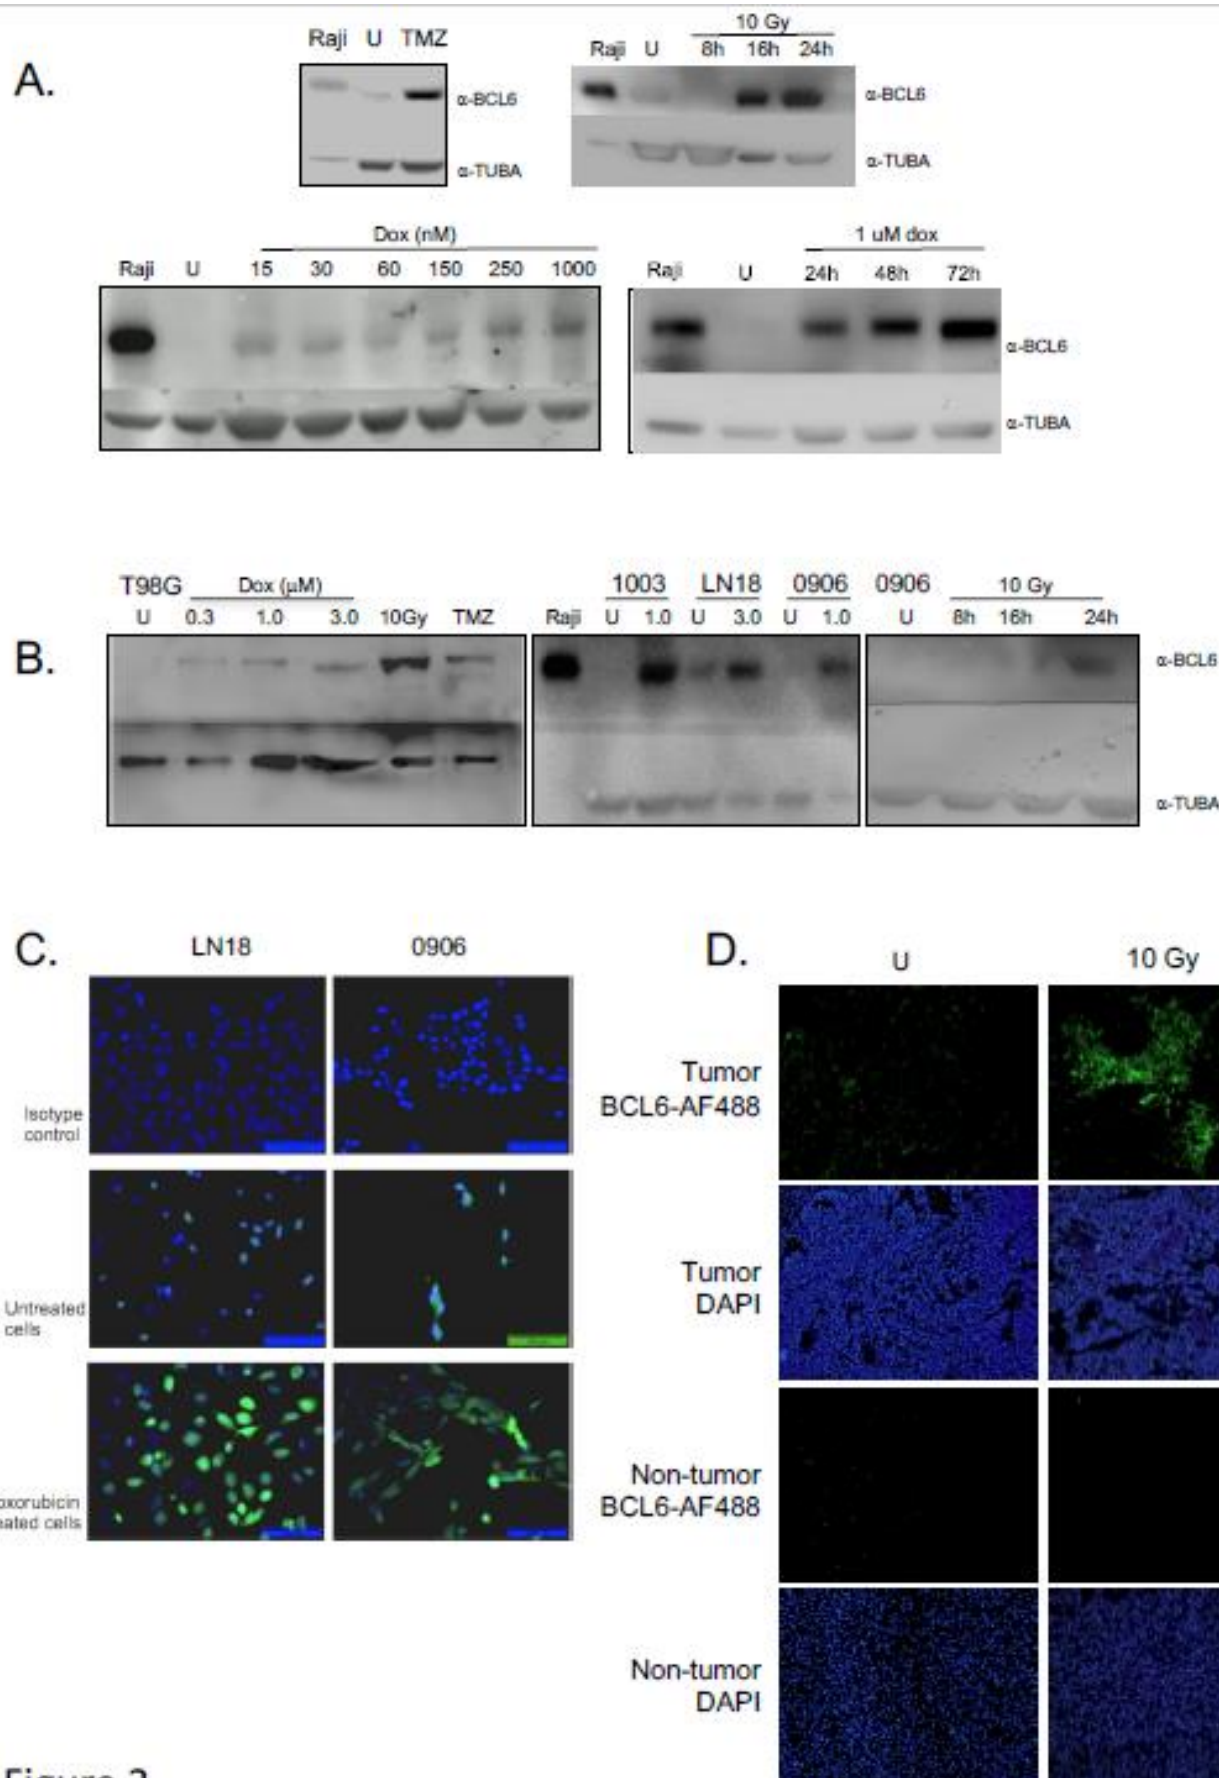 A.
Raji U TMZ
α-BCL6
α-TUBA
10 Gy
Raji U 8h 16h 24h
α-BCL6
α-TUBA
Dox (nM)
Raji U 15 30 60 150 250 1000
1 uM dox
Raji U 24h 48h 72h
α-BCL6
α-TUBA
B.
T98G Dox (μM)
U 0.3 1.0 3.0 10Gy TMZ
1003 LN18 0906
Raji U 1.0 U 3.0 U 1.0
0906 10 Gy
U 8h 16h 24h
α-BCL6
α-TUBA
C.
LN18 0906
Isotype
control
Untreated
cells
oxorubicin
ated cells
D.
U 10 Gy
Tumor
BCL6-AF488
Tumor
DAPI
Non-tumor
BCL6-AF488
Non-tumor
DAPI